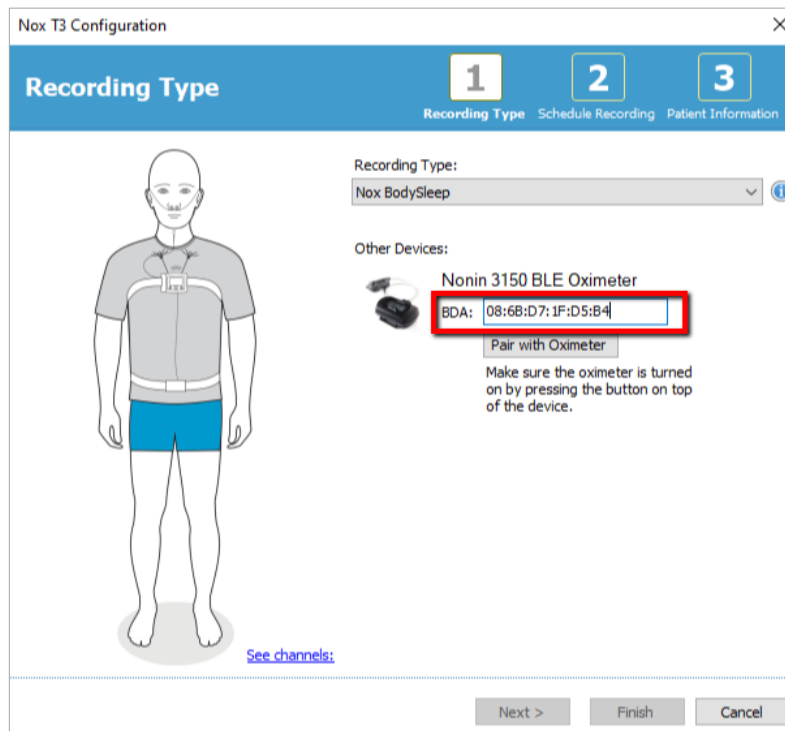 Nox T3 Configuration
Recording Type
1
2
3
Recording Type
Schedule Recording
Patient Information
Recording Type:
Nox BodySleep
Other Devices:
Nonin 3150 BLE Oximeter
BDA: 08:6B:D7:1F:D5:B4
Pair with Oximeter
Make sure the oximeter is turned
on by pressing the button on top
of the device.
See channels:
Next >
Finish
Cancel